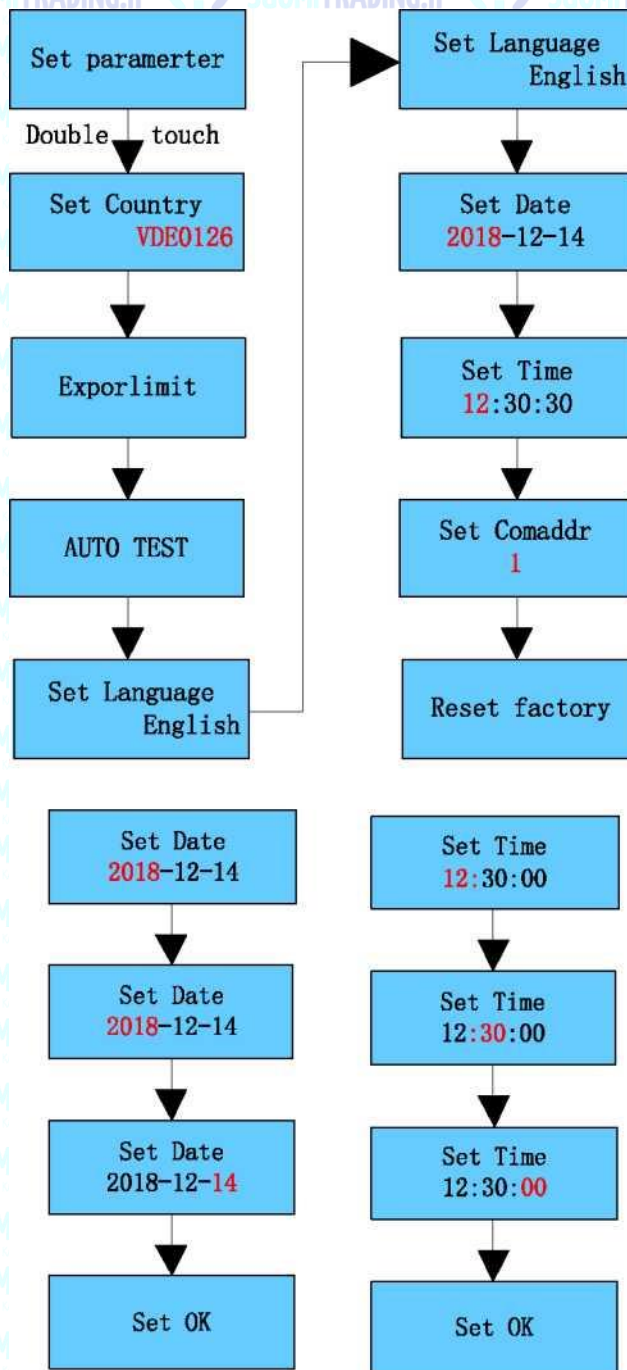 Set paramerter
Double touch
Set Country
VDE0126
Exporlimit
AUTO TEST
Set Language
English
Set Language
English
Set Date
2018-12-14
Set Time
12:30:30
Set Comaddr
1
Reset factory
Set Date
2018-12-14
Set Date
2018-12-14
Set Date
2018-12-14
Set OK
Set Time
12:30:00
Set Time
12:30:00
Set Time
12:30:00
Set OK